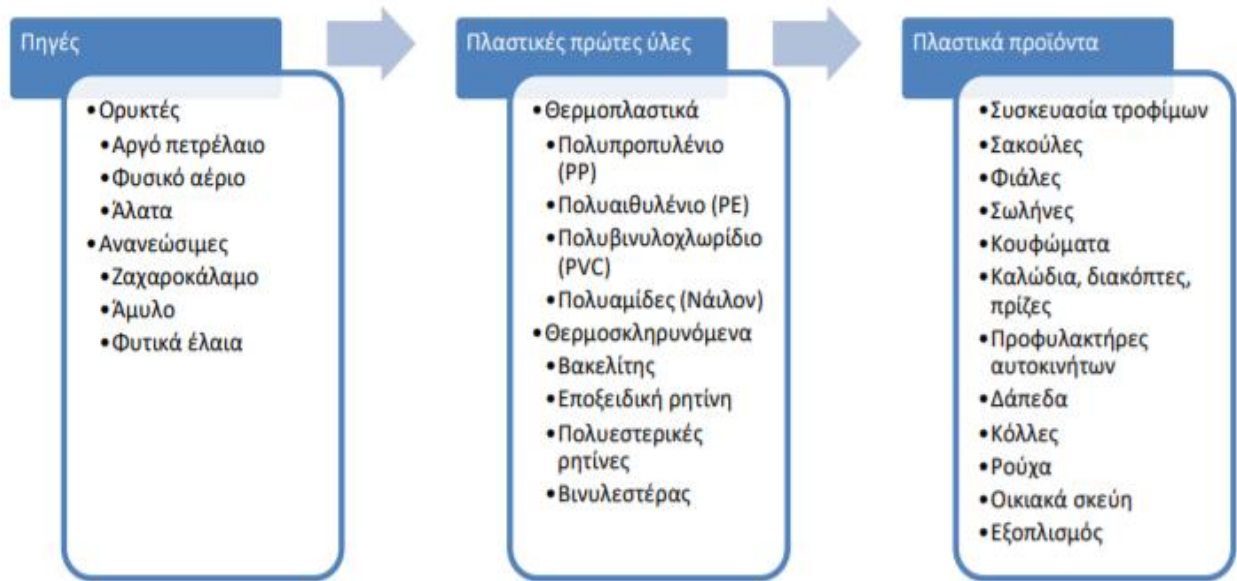 Πηγές
•Ορυκτές
•Αργό πετρέλαιο
•Φυσικό αέριο
•Άλατα
•Ανανεώσιμες
•Ζαχαροκάλαμο
•Άμυλο
•Φυτικά έλαια
Πλαστικές πρώτες ύλες
•Θερμοπλαστικά
•Πολυπροπυλένιο
(PP)
•Πολυαιθυλένιο (PE)
•Πολυβινυλοχλωρίδιο
(PVC)
•Πολυαμίδες (Νάιλον)
•Θερμοσκληρυνόμενα
•Βακελίτης
•Εποξειδική ρητίνη
•Πολυεστερικές
ρητίνες
•Βινυλεστέρας
Πλαστικά προϊόντα
•Συσκευασία τροφίμων
•Σακούλες
•Φιάλες
•Σωλήνες
•Κουφώματα
•Καλώδια, διακόπτες,
πρίζες
•Προφυλακτήρες
αυτοκινήτων
•Δάπεδα
•Κόλλες
•Ρούχα
•Οικιακά σκεύη
•Εξοπλισμός